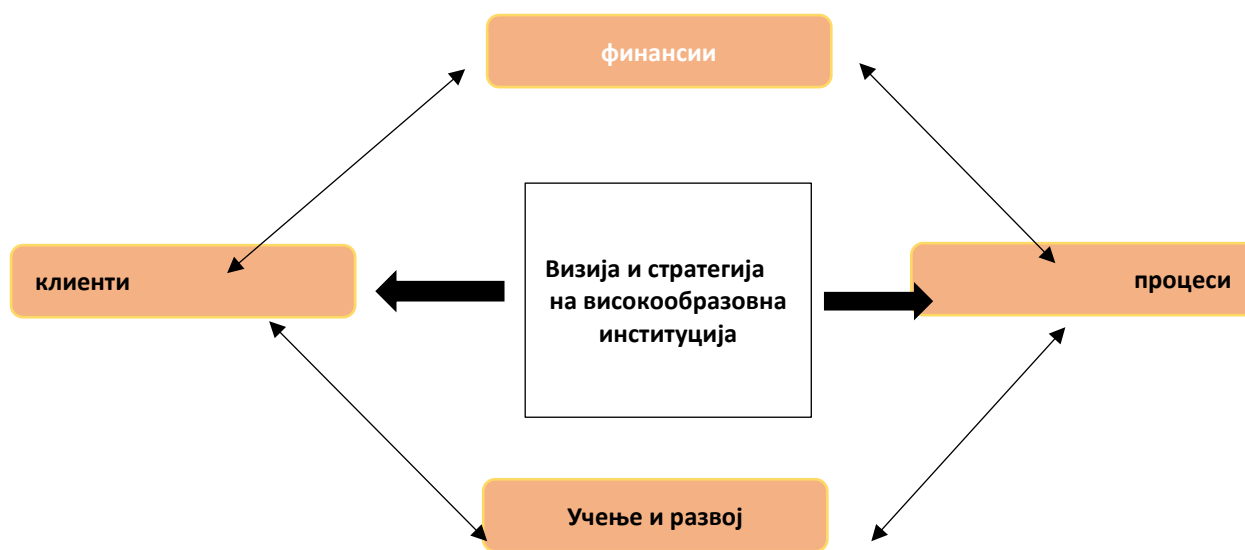 финансии
клиенти
Визија и стратегија
на високообразовна
институција
процеси
Учење и развој